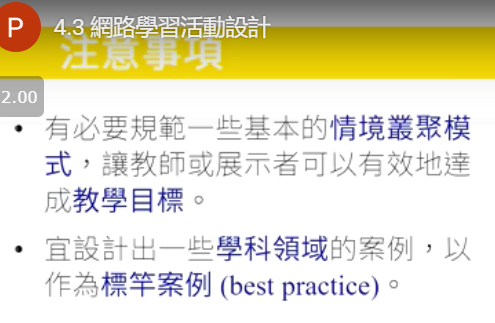 P 4.3 網路學習活動設計
注意事項
2.00
• 有必要規範一些基本的情境叢聚模
式，讓教師或展示者可以有效地達
成教學目標。
• 宜設計出一些學科領域的案例，以
作為標竿案例 (best practice)。